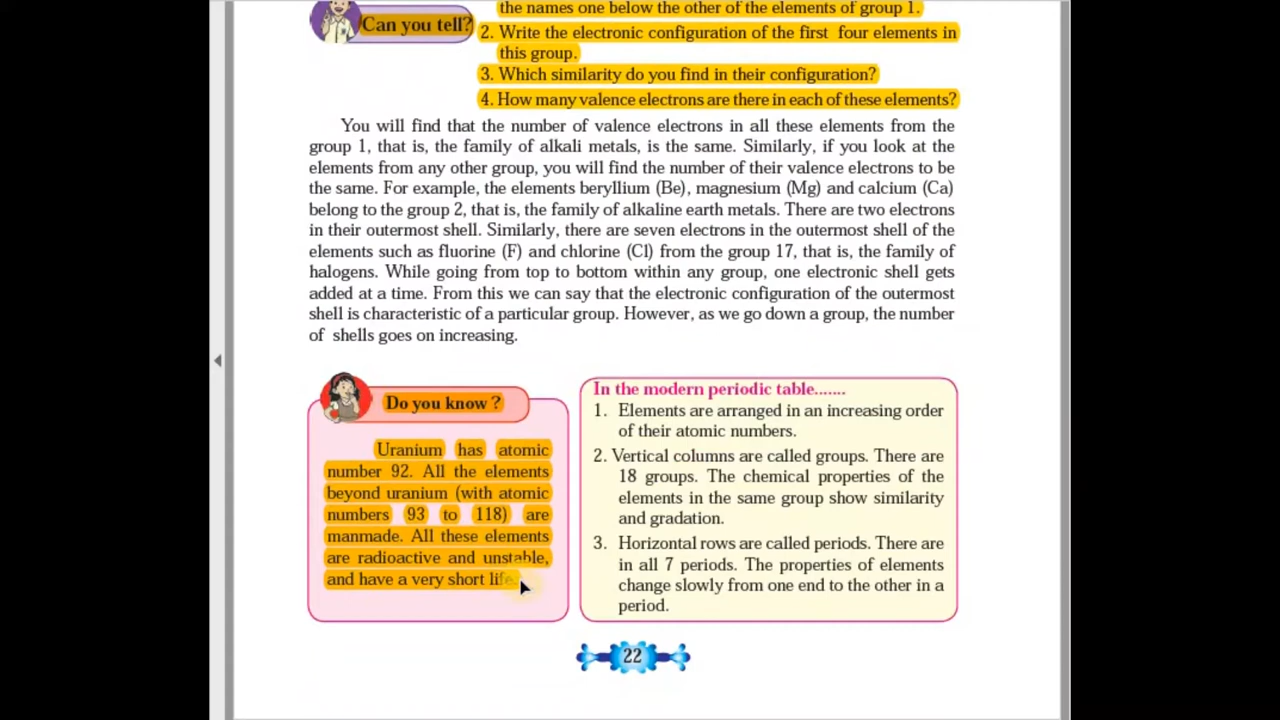 the names one below the other of the elements of group 1.
Can you tell?
2. Write the electronic configuration of the first four elements in
this group.
3. Which similarity do you find in their configuration?
4. How many valence electrons are there in each of these elements?
You will find that the number of valence electrons in all these elements from the
group 1, that is, the family of alkali metals, is the same. Similarly, if you look at the
elements from any other group, you will find the number of their valence electrons to be
the same. For example, the elements beryllium (Be), magnesium (Mg) and calcium (Ca)
belong to the group 2, that is, the family of alkaline earth metals. There are two electrons
in their outermost shell. Similarly, there are seven electrons in the outermost shell of the
elements such as fluorine (F) and chlorine (Cl) from the group 17, that is, the family of
halogens. While going from top to bottom within any group, one electronic shell gets
added at a time. From this we can say that the electronic configuration of the outermost
shell is characteristic of a particular group. However, as we go down a group, the number
of shells goes on increasing.
Do you know ?
Uranium has atomic
number 92. All the elements
beyond uranium (with atomic
numbers 93 to 118) are
manmade. All these elements
are radioactive and unstable,
and have a very short life.
In the modern periodic table.......
1. Elements are arranged in an increasing order
of their atomic numbers.
2. Vertical columns are called groups. There are
18 groups. The chemical properties of the
elements in the same group show similarity
and gradation.
3. Horizontal rows are called periods. There are
in all 7 periods. The properties of elements
change slowly from one end to the other in a
period.
22